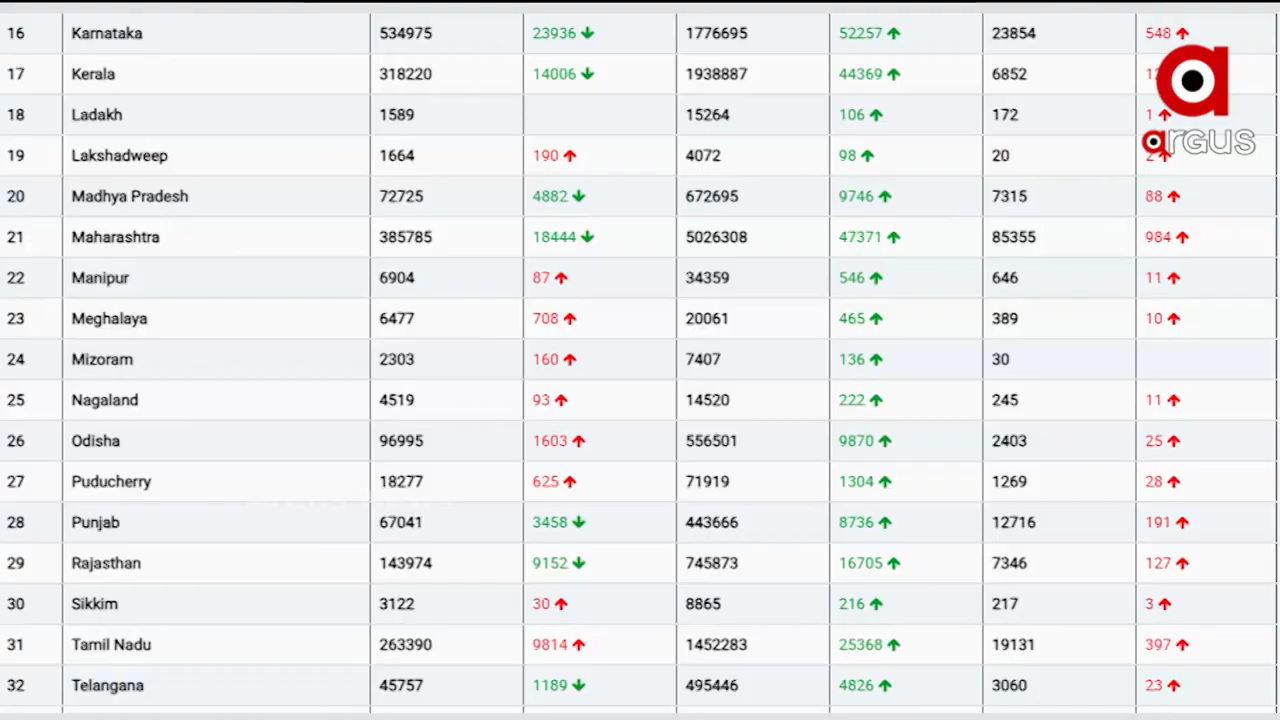 16 Karnataka 534975 23936 ↓ 1776695 52257 ↑ 23854 548 ↑
17 Kerala 318220 14006 ↓ 1938887 44369 ↑ 6852
18 Ladakh 1589 15264 106 ↑ 172 1 ↑
19 Lakshadweep 1664 190 ↑ 4072 98 ↑ 20 2 ↑
argus
20 Madhya Pradesh 72725 4882 ↓ 672695 9746 ↑ 7315 88 ↑
21 Maharashtra 385785 18444 ↓ 5026308 47371 ↑ 85355 984 ↑
22 Manipur 6904 87 ↑ 34359 546 ↑ 646 11 ↑
23 Meghalaya 6477 708 ↑ 20061 465 ↑ 389 10 ↑
24 Mizoram 2303 160 ↑ 7407 136 ↑ 30
25 Nagaland 4519 93 ↑ 14520 222 ↑ 245 11 ↑
26 Odisha 96995 1603 ↑ 556501 9870 ↑ 2403 25 ↑
27 Puducherry 18277 625 ↑ 71919 1304 ↑ 1269 28 ↑
28 Punjab 67041 3458 ↓ 443666 8736 ↑ 12716 191 ↑
29 Rajasthan 143974 9152 ↓ 745873 16705 ↑ 7346 127 ↑
30 Sikkim 3122 30 ↑ 8865 216 ↑ 217 3 ↑
31 Tamil Nadu 263390 9814 ↑ 1452283 25368 ↑ 19131 397 ↑
32 Telangana 45757 1189 ↓ 495446 4826 ↑ 3060 23 ↑